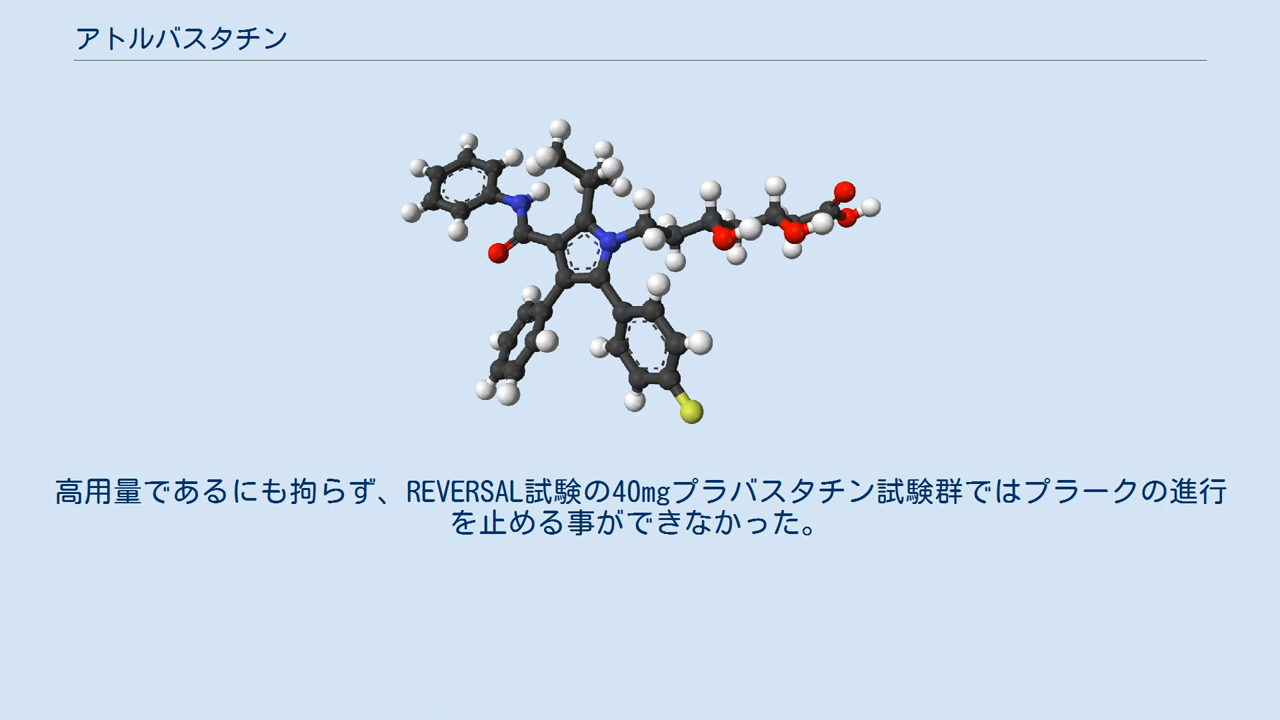 アトルバスタチン
高用量であるにも拘らず、REVERSAL試験の40mgプラバスタチン試験群ではプラークの進行
を止める事ができなかった。